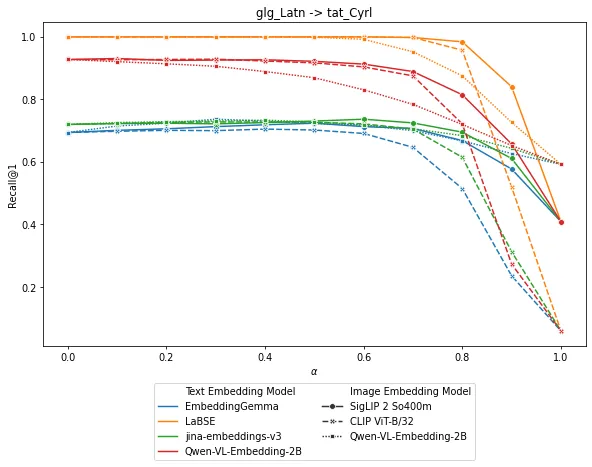 glg_Latn -> tat_Cyrl
1.0
0.8
0.6
0.4
0.2
Recall@1
0.0 0.2 0.4 0.6 0.8 1.0
α
Text Embedding Model Image Embedding Model
EmbeddingGemma SigLIP 2 So400m
LaBSE CLIP ViT-B/32
jina-embeddings-v3 Qwen-VL-Embedding-2B
Qwen-VL-Embedding-2B